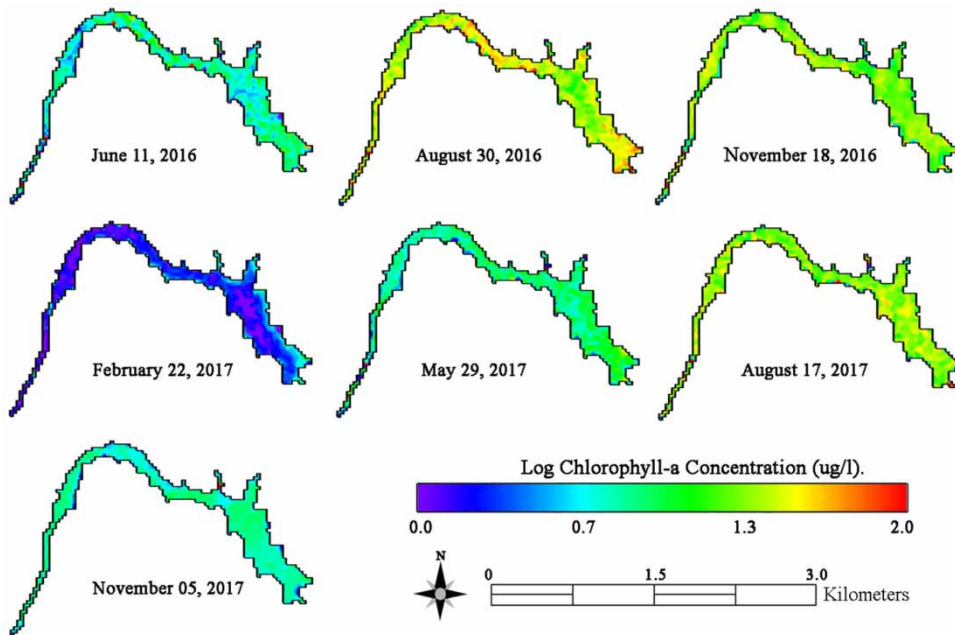 June 11, 2016
August 30, 2016
November 18, 2016
February 22, 2017
May 29, 2017
August 17, 2017
November 05, 2017
Log Chlorophyll-a Concentration (ug/l).
0.0 0.7 1.3 2.0
N
0 1.5 3.0
Kilometers